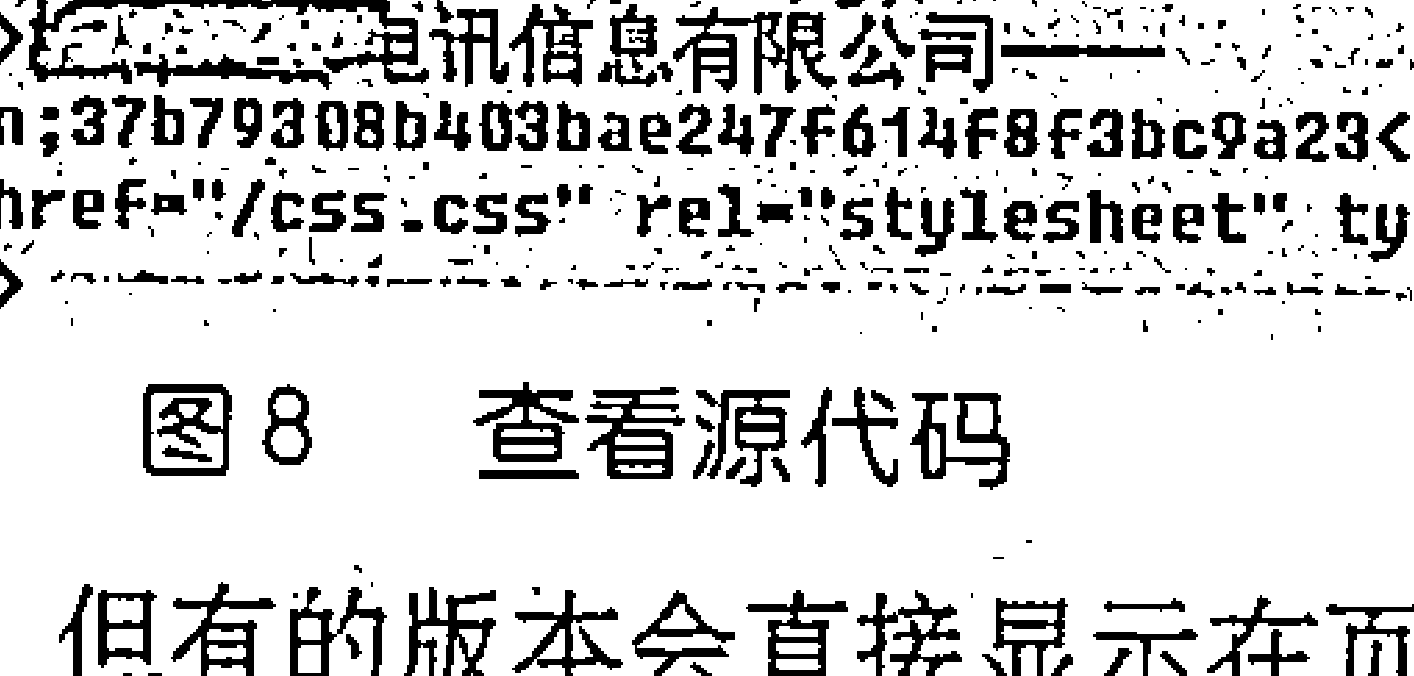 电讯信息有限公司
n;37b79308b403bae247f614f8f3bc9a23<
href="/css.css" rel="stylesheet" ty
>
图8 查看源代码
但有的版本会直接显示在页